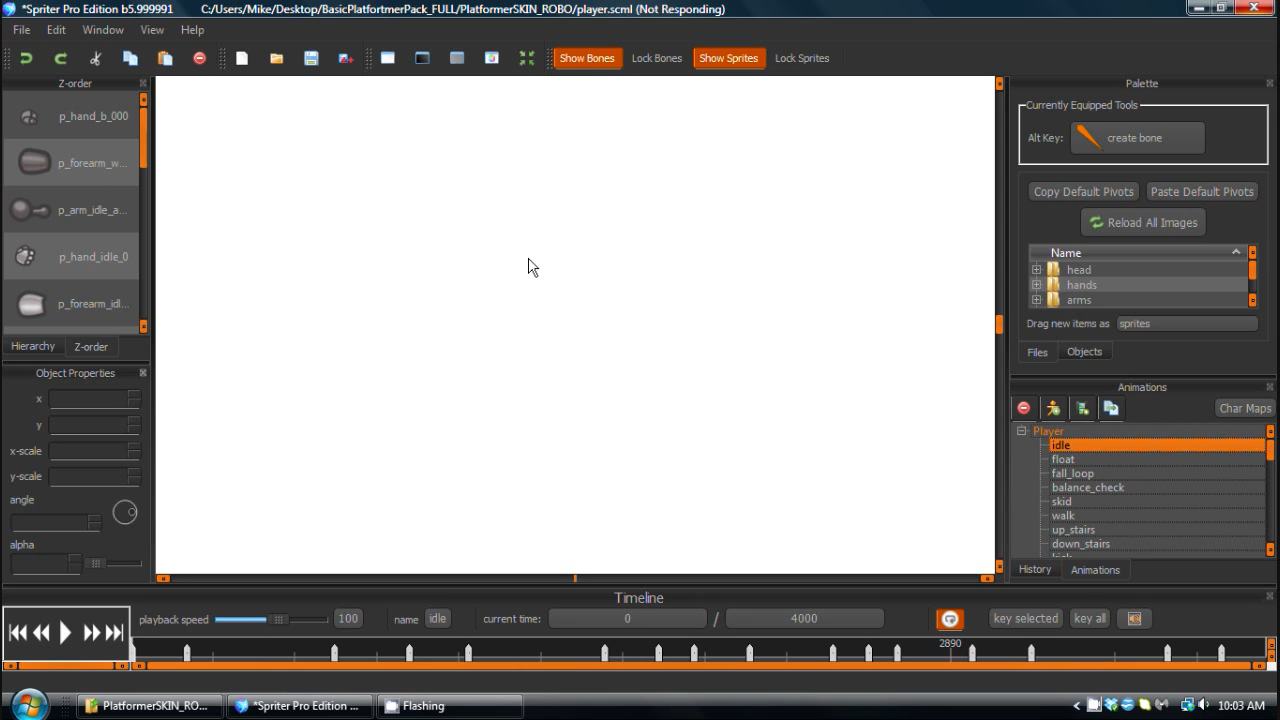 *Spriter Pro Edition b5.999991 C:/Users/Mike/Desktop/BasicPlatfortmerPack_FULL/PlatformerSKIN_ROBO/player.scml (Not Responding)
File Edit Window View Help
Show Bones Lock Bones Show Sprites Lock Sprites
Z-order
p_hand_b_000
p_forearm_w...
p_arm_idle_a...
p_hand_idle_0
p_forearm_idl...
Hierarchy Z-order
Object Properties
x
y
x-scale
y-scale
angle
alpha
Palette
Currently Equipped Tools
Alt Key: create bone
Copy Default Pivots Paste Default Pivots
Reload All Images
Name
head
hands
arms
Drag new items as sprites
Files Objects
Animations
Char Maps
Player
idle
float
fall_loop
balance_check
skid
walk
up_stairs
down_stairs
History Animations
Timeline
playback speed 100 name idle current time: 0 / 4000 key selected key all
2890
PlatformerSKIN_RO... *Spriter Pro Edition ... Flashing 10:03 AM